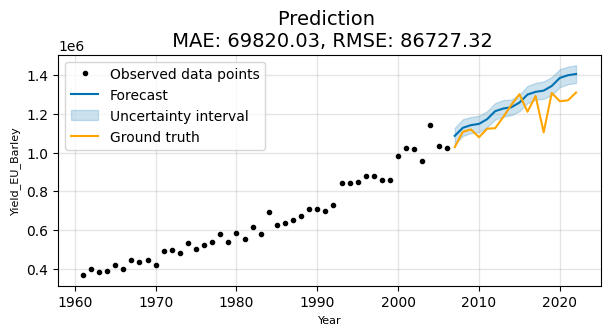 Prediction
MAE: 69820.03, RMSE: 86727.32
1e6
Observed data points
Forecast
Uncertainty interval
Ground truth
1.4
1.2
1.0
0.8
0.6
0.4
Yield_EU_Barley
1960 1970 1980 1990 2000 2010 2020
Year